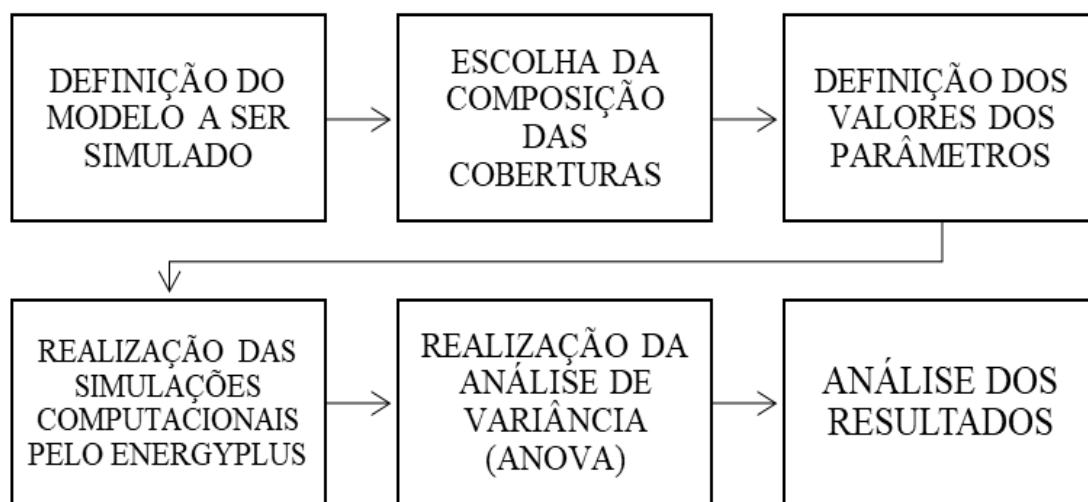 DEFINIÇÃO DO
MODELO A SER
SIMULADO
ESCOLHA DA
COMPOSIÇÃO
DAS
COBERTURAS
DEFINIÇÃO DOS
VALORES DOS
PARÂMETROS
REALIZAÇÃO DAS
SIMULAÇÕES
COMPUTACIONAIS
PELO ENERGYPLUS
REALIZAÇÃO DA
ANÁLISE DE
VARIÂNCIA
(ANOVA)
ANÁLISE DOS
RESULTADOS